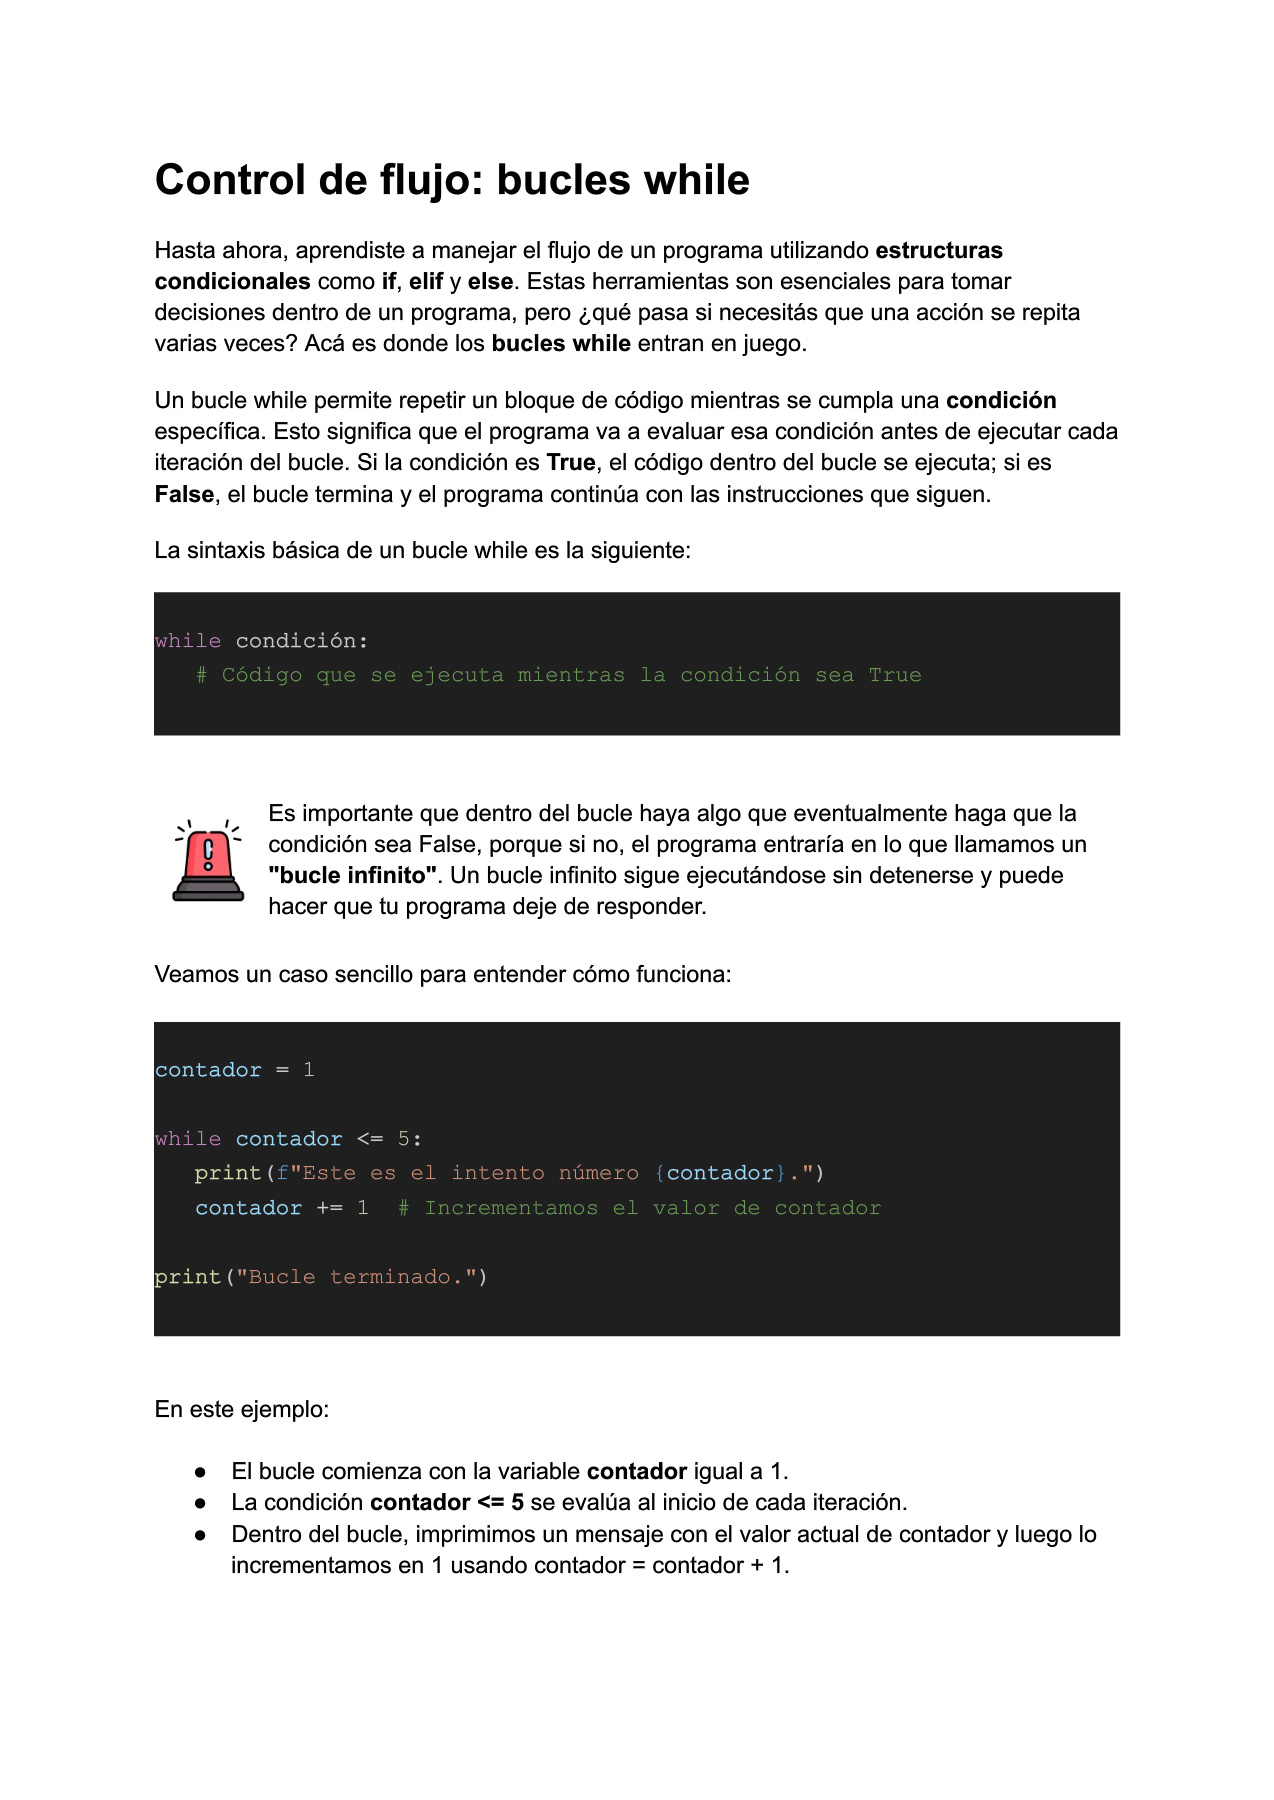 Control de flujo: bucles while
Hasta ahora, aprendiste a manejar el flujo de un programa utilizando estructuras
condicionales como if, elif y else. Estas herramientas son esenciales para tomar
decisiones dentro de un programa, pero ¿qué pasa si necesitás que una acción se repita
varias veces? Acá es donde los bucles while entran en juego.
Un bucle while permite repetir un bloque de código mientras se cumpla una condición
específica. Esto significa que el programa va a evaluar esa condición antes de ejecutar cada
iteración del bucle. Si la condición es True, el código dentro del bucle se ejecuta; si es
False, el bucle termina y el programa continúa con las instrucciones que siguen.
La sintaxis básica de un bucle while es la siguiente:
while condición:
   # Código que se ejecuta mientras la condición sea True
Es importante que dentro del bucle haya algo que eventualmente haga que la
condición sea False, porque si no, el programa entraría en lo que llamamos un
"bucle infinito". Un bucle infinito sigue ejecutándose sin detenerse y puede
hacer que tu programa deje de responder.
Veamos un caso sencillo para entender cómo funciona:
contador = 1
while contador <= 5:
   print(f"Este es el intento número {contador}.")
   contador += 1  # Incrementamos el valor de contador
print("Bucle terminado.")
En este ejemplo:
● El bucle comienza con la variable contador igual a 1.
● La condición contador <= 5 se evalúa al inicio de cada iteración.
● Dentro del bucle, imprimimos un mensaje con el valor actual de contador y luego lo
incrementamos en 1 usando contador = contador + 1.